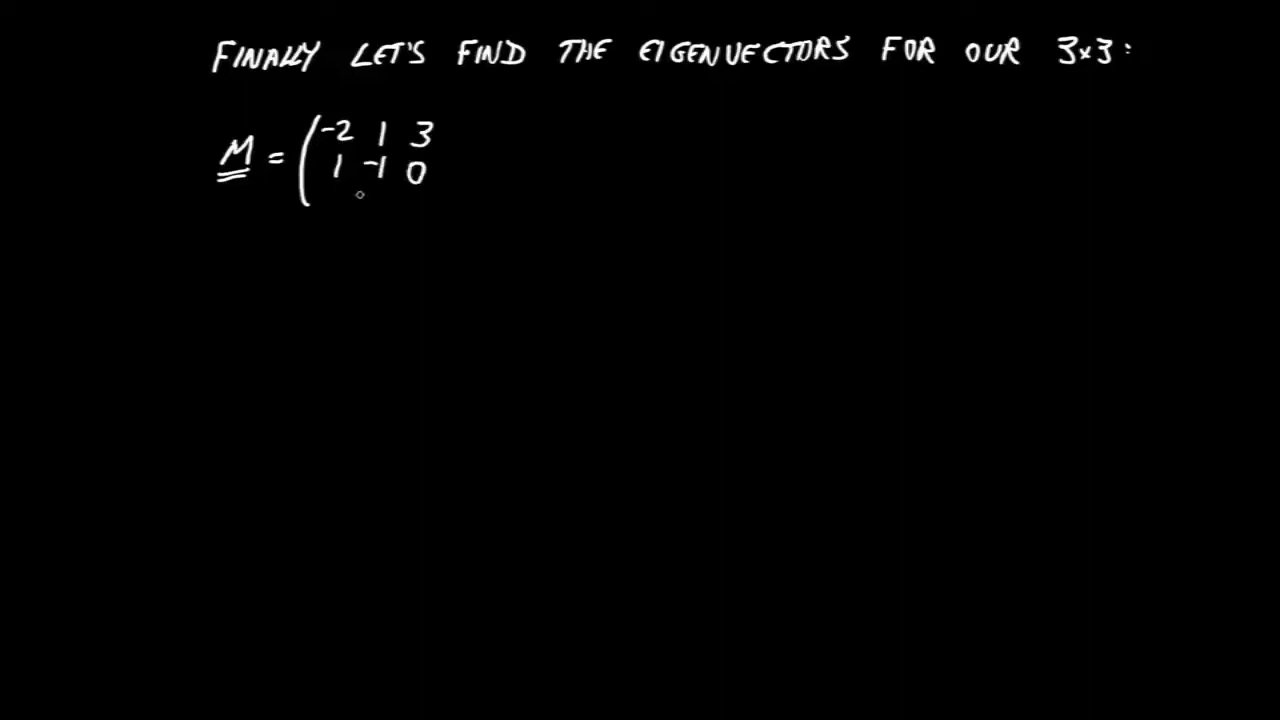 FINALLY LET'S FIND THE EIGENVECTORS FOR OUR 3×3:
M = (-2 1 3
1 -1 0